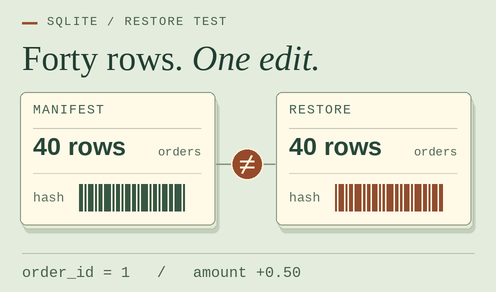 SQLITE / RESTORE TEST
Forty rows. One edit.
MANIFEST
40 rows orders
hash
≠
RESTORE
40 rows orders
hash
order_id = 1 / amount +0.50